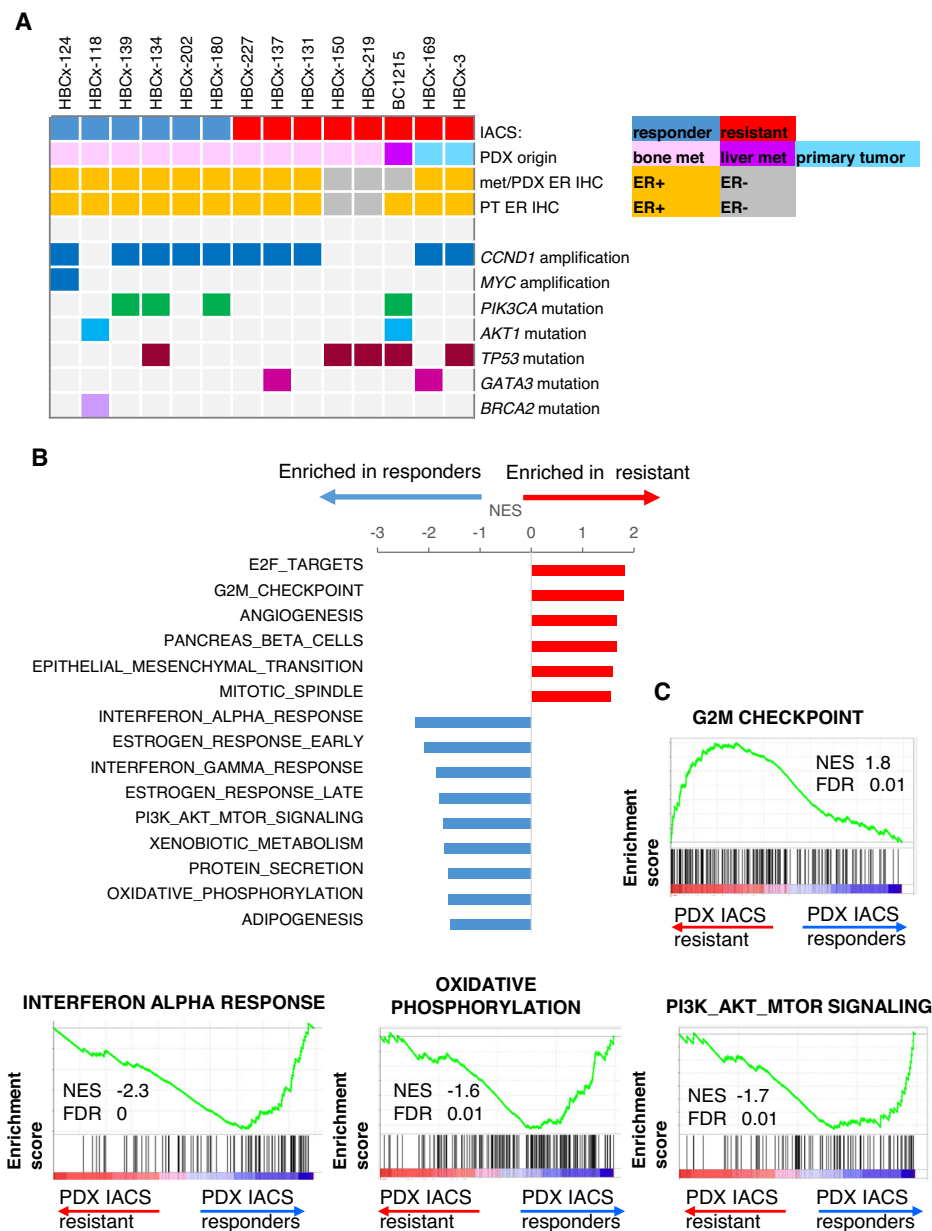 A
HBCx-124
HBCx-118
HBCx-139
HBCx-134
HBCx-202
HBCx-180
HBCx-227
HBCx-137
HBCx-131
HBCx-150
HBCx-219
BC1215
HBCx-169
HBCx-3
IACS:
responder resistant
PDX origin
bone met liver met primary tumor
met/PDX ER IHC
ER+ ER-
PT ER IHC
ER+ ER-
CCND1 amplification
MYC amplification
PIK3CA mutation
AKT1 mutation
TP53 mutation
GATA3 mutation
BRCA2 mutation
B
Enriched in responders
Enriched in resistant
NES
-3 -2 -1 0 1 2
E2F_TARGETS
G2M_CHECKPOINT
ANGIOGENESIS
PANCREAS_BETA_CELLS
EPITHELIAL_MESENCHYMAL_TRANSITION
MITOTIC_SPINDLE
INTERFERON_ALPHA_RESPONSE
ESTROGEN_RESPONSE_EARLY
INTERFERON_GAMMA_RESPONSE
ESTROGEN_RESPONSE_LATE
PI3K_AKT_MTOR_SIGNALING
XENOBIOTIC_METABOLISM
PROTEIN_SECRETION
OXIDATIVE_PHOSPHORYLATION
ADIPOGENESIS
C
G2M CHECKPOINT
NES 1.8
FDR 0.01
Enrichment
score
PDX IACS
resistant
PDX IACS
responders
INTERFERON ALPHA RESPONSE
NES -2.3
FDR 0
Enrichment
score
PDX IACS
resistant
PDX IACS
responders
OXIDATIVE
PHOSPHORYLATION
NES -1.6
FDR 0.01
Enrichment
score
PDX IACS
resistant
PDX IACS
responders
PI3K_AKT_MTOR SIGNALING
NES -1.7
FDR 0.01
Enrichment
score
PDX IACS
resistant
PDX IACS
responders